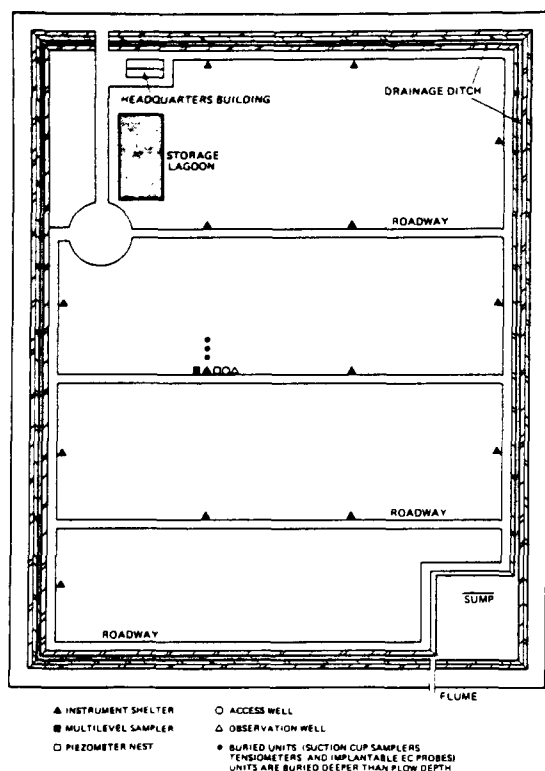 HEADQUARTERS BUILDING
DRAINAGE DITCH
STORAGE
LAGOON
ROADWAY
ROADWAY
SUMP
ROADWAY
FLUME
▲ INSTRUMENT SHELTER
■ MULTILEVEL SAMPLER
□ PIEZOMETER NEST
○ ACCESS WELL
△ OBSERVATION WELL
● BURIED UNITS (SUCTION CUP SAMPLERS
TENSIOMETERS AND IMPLANTABLE EC PROBES)
UNITS ARE BURIED DEEPER THAN PLOW DEPTH